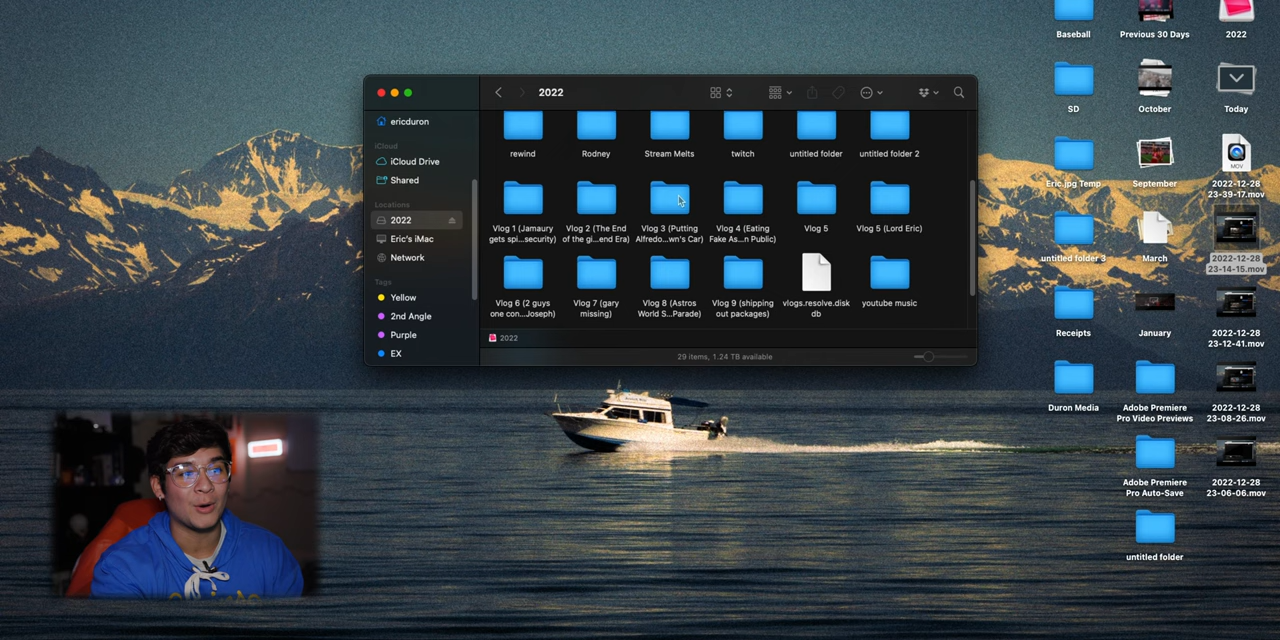 2022
ericduron
iCloud
iCloud Drive
Shared
Locations
2022
Eric's iMac
Network
Tags
Yellow
2nd Angle
Purple
EX
rewind
Rodney
Stream Melts
twitch
untitled folder
untitled folder 2
Vlog 1 (Jamaury
gets spi...security)
Vlog 2 (The End
of the gi...end Era)
Vlog 3 (Putting
Alfredo...wn's Car)
Vlog 4 (Eating
Fake As...n Public)
Vlog 5
Vlog 5 (Lord Eric)
Vlog 6 (2 guys
one con...Joseph)
Vlog 7 (gary
missing)
Vlog 8 (Astros
World S...Parade)
Vlog 9 (shipping
out packages)
vlogs.resolve.disk
db
youtube music
2022
29 items, 1.24 TB available
Baseball
Previous 30 Days
2022
SD
October
Today
Eric.jpg Temp
September
MOV
2022-12-28
23-39-17.mov
untitled folder 3
March
2022-12-28
23-14-15.mov
Receipts
January
2022-12-28
23-12-41.mov
Duron Media
Adobe Premiere
Pro Video Previews
2022-12-28
23-08-26.mov
Adobe Premiere
Pro Auto-Save
2022-12-28
23-06-06.mov
untitled folder